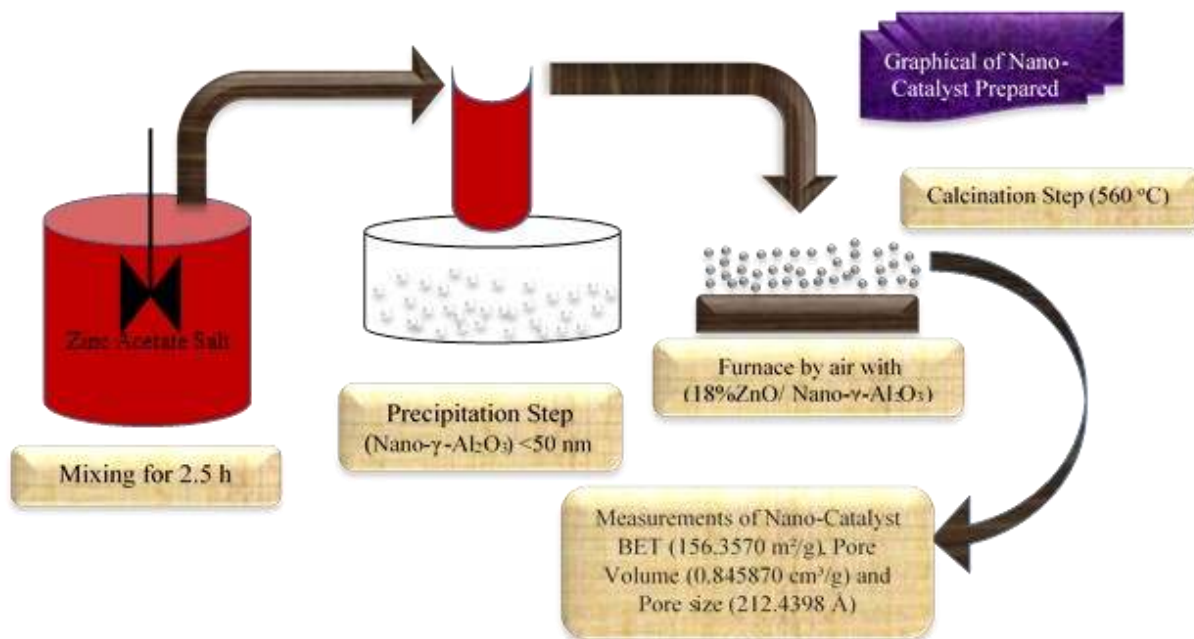 Graphical of Nano-
Catalyst Prepared
Zinc Acetate Salt
Mixing for 2.5 h
Precipitation Step
(Nano-γ-Al₂O₃) <50 nm
Calcination Step (560 °C)
Furnace by air with
(18%ZnO/ Nano-γ-Al₂O₃)
Measurements of Nano-Catalyst
BET (156.3570 m²/g), Pore
Volume (0.845870 cm³/g) and
Pore size (212.4398 Å)